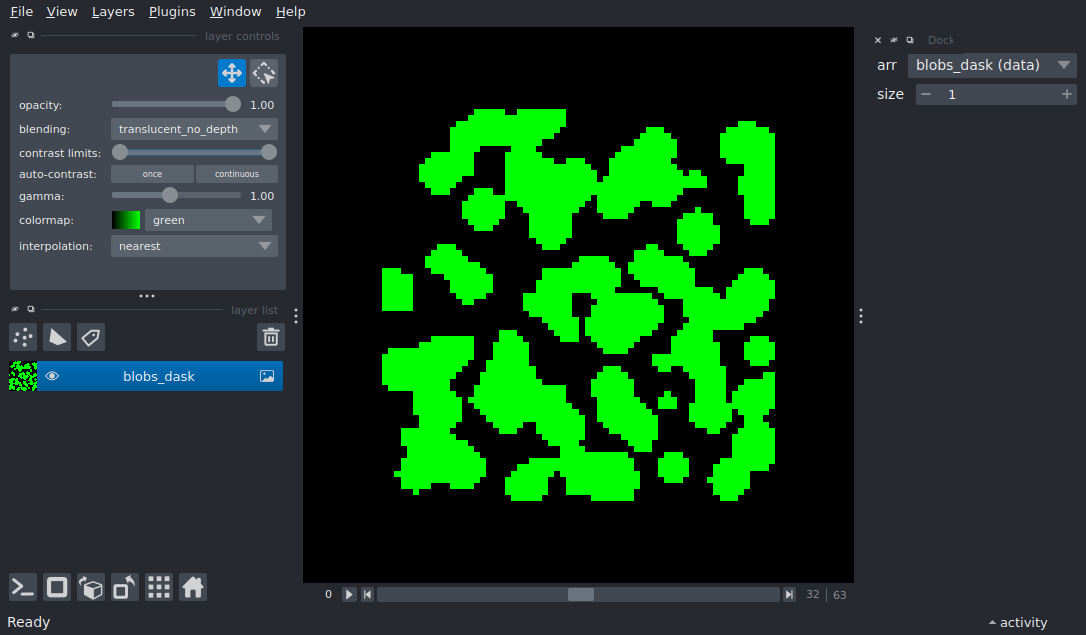 File View Layers Plugins Window Help
layer controls
opacity: 1.00
blending: translucent_no_depth
contrast limits:
auto-contrast: once continuous
gamma: 1.00
colormap: green
interpolation: nearest
layer list
blobs_dask
Dock
arr blobs_dask (data)
size 1
0 32 63
Ready
activity